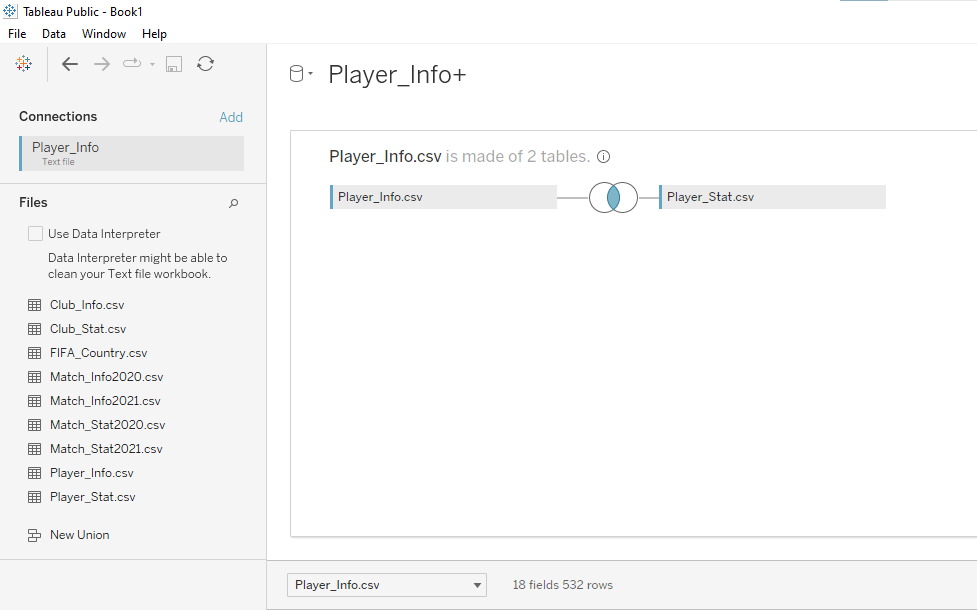 Tableau Public - Book1
File Data Window Help
Connections
Add
Player_Info
Text file
Files
Use Data Interpreter
Data Interpreter might be able to
clean your Text file workbook.
Club_Info.csv
Club_Stat.csv
FIFA_Country.csv
Match_Info2020.csv
Match_Info2021.csv
Match_Stat2020.csv
Match_Stat2021.csv
Player_Info.csv
Player_Stat.csv
New Union
Player_Info+
Player_Info.csv is made of 2 tables.
Player_Info.csv
Player_Stat.csv
Player_Info.csv
18 fields 532 rows